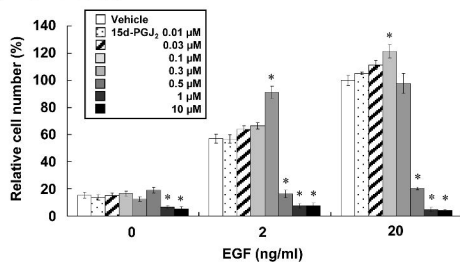 Relative cell number (%)
140
120
100
80
60
40
20
0
Vehicle
15d-PGJ₂ 0.01 μM
0.03 μM
0.1 μM
0.3 μM
0.5 μM
1 μM
10 μM
* *
* * * *
* * * *
0 2 20
EGF (ng/ml)